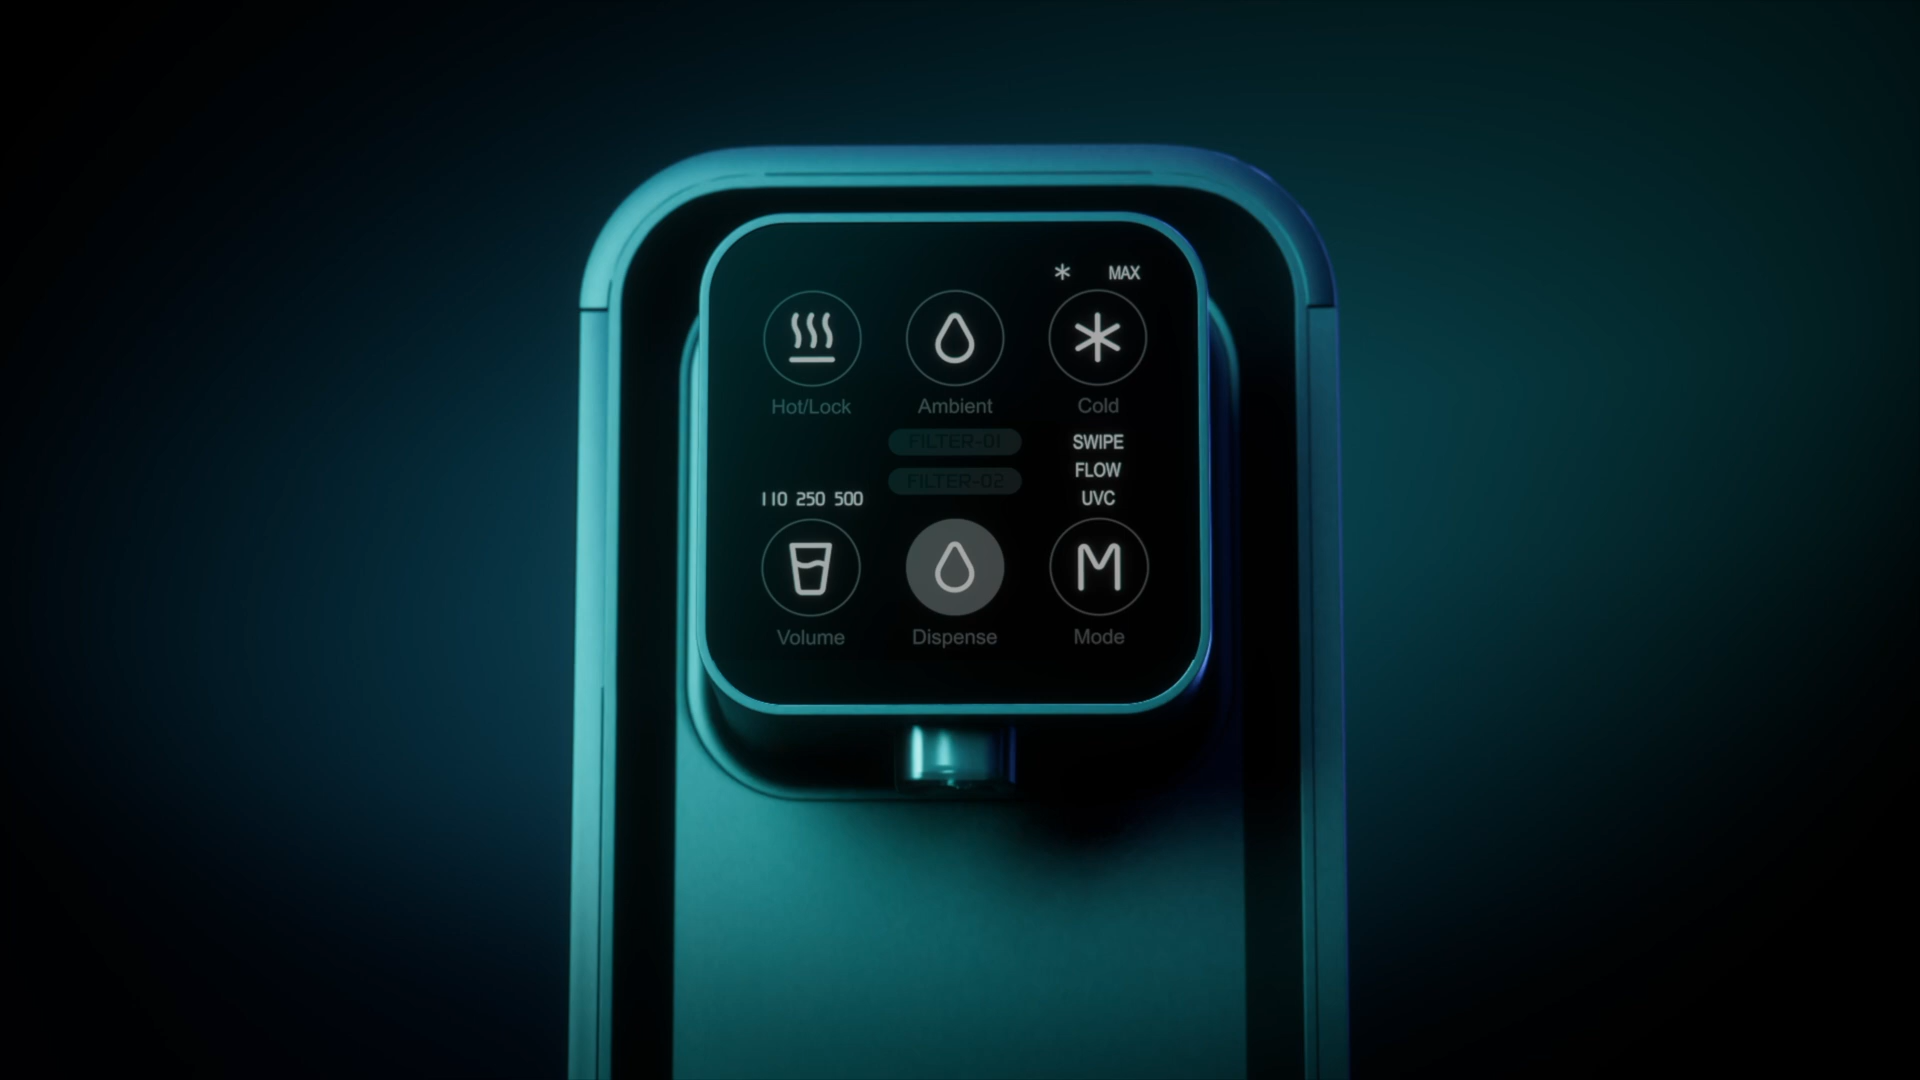 * MAX
Hot/Lock Ambient Cold
FILTER-01
FILTER-02
SWIPE
FLOW
UVC
110 250 500
M
Volume Dispense Mode